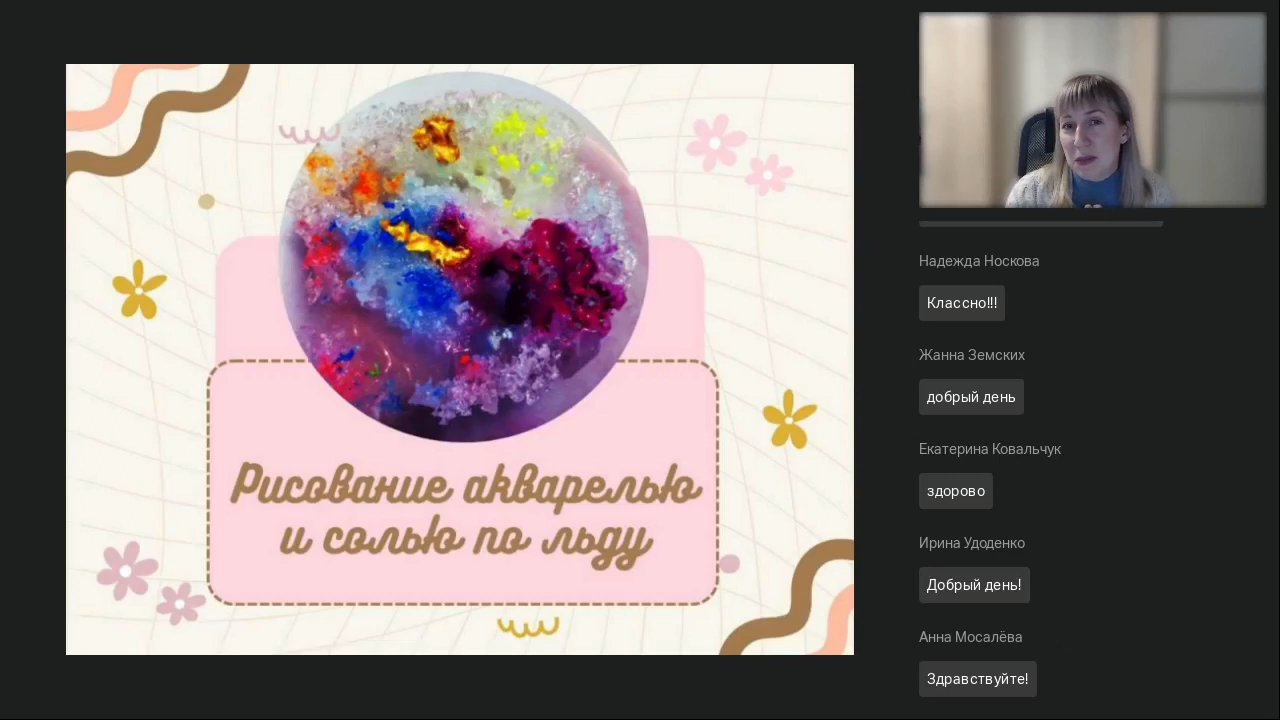 Рисование акварелью
и солью по льду
Надежда Носкова
Классно!!!
Жанна Земских
добрый день
Екатерина Ковальчук
здорово
Ирина Удоденко
Добрый день!
Анна Мосалёва
Здравствуйте!